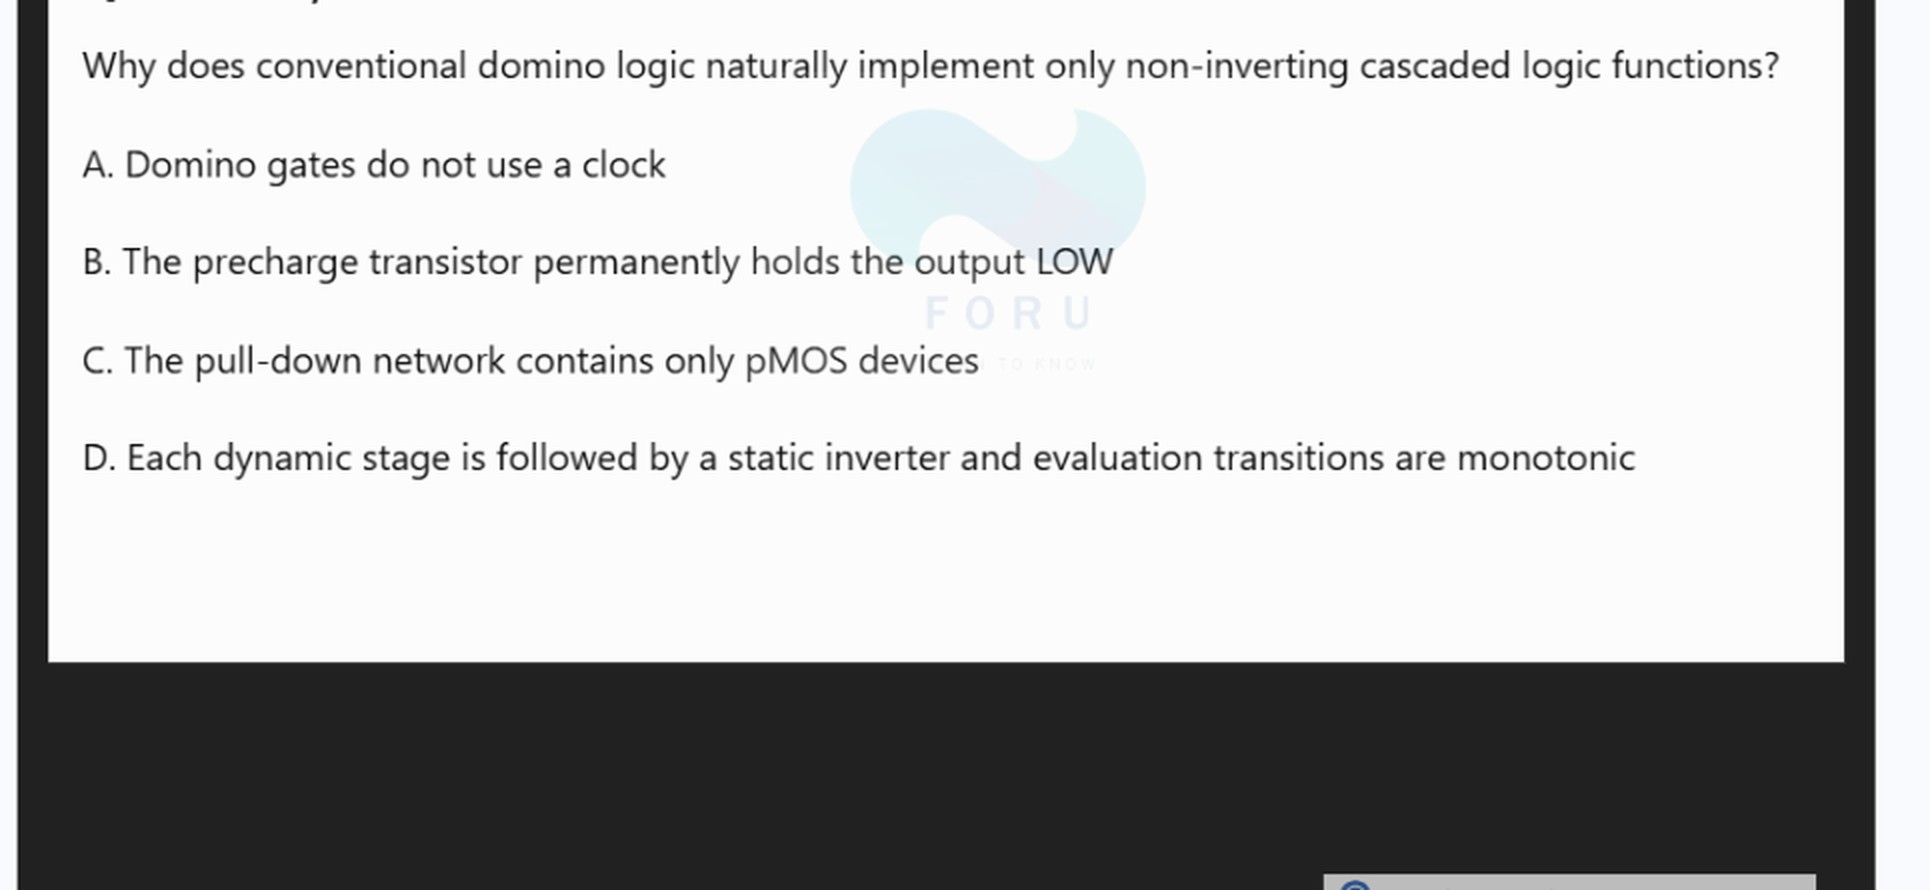 Why does conventional domino logic naturally implement only non-inverting cascaded logic functions?
A. Domino gates do not use a clock
B. The precharge transistor permanently holds the output LOW
FORU
C. The pull-down network contains only pMOS devices
TO KNOW
D. Each dynamic stage is followed by a static inverter and evaluation transitions are monotonic